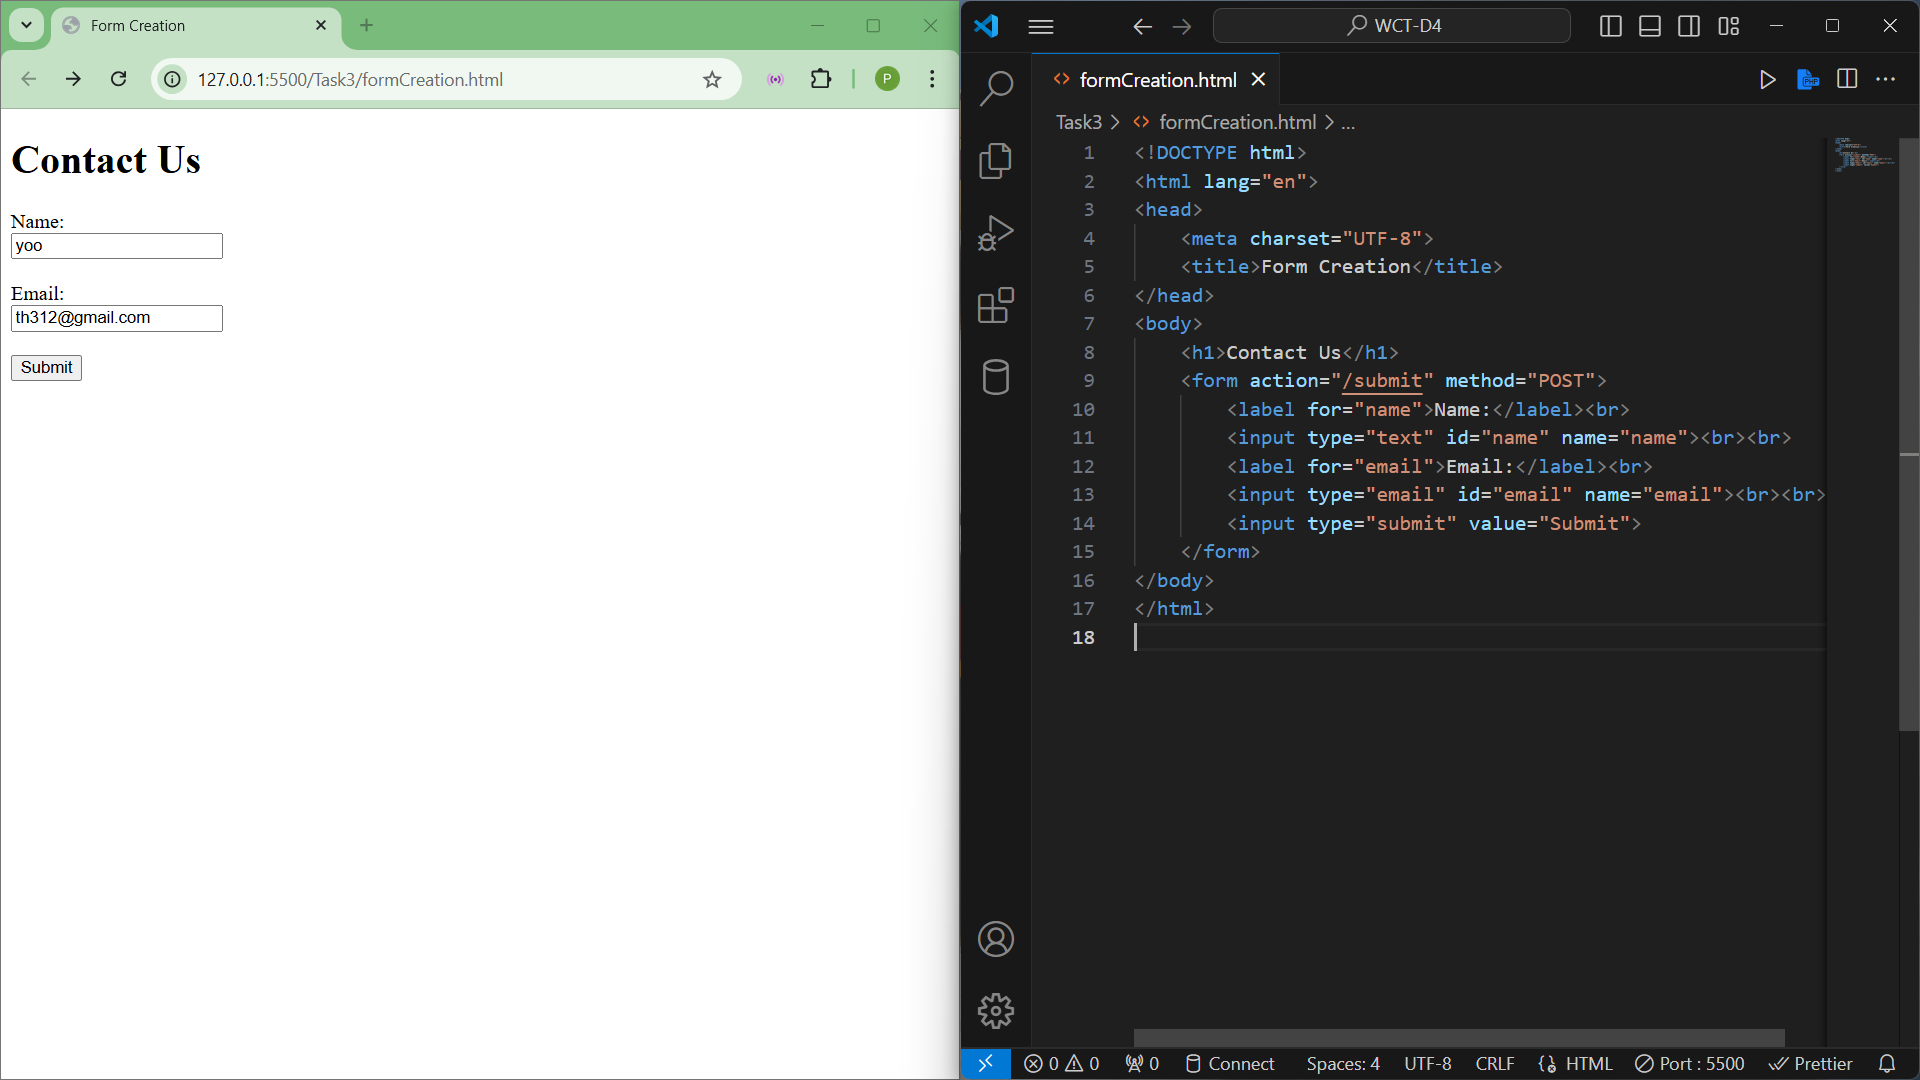 Form Creation
127.0.0.1:5500/Task3/formCreation.html
P
Contact Us
Name:
yoo
Email:
th312@gmail.com
Submit
WCT-D4
formCreation.html
Task3 > <> formCreation.html > ...
1 <!DOCTYPE html>
2 <html lang="en">
3 <head>
4     <meta charset="UTF-8">
5     <title>Form Creation</title>
6 </head>
7 <body>
8     <h1>Contact Us</h1>
9     <form action="/submit" method="POST">
10         <label for="name">Name:</label><br>
11         <input type="text" id="name" name="name"><br><br>
12         <label for="email">Email:</label><br>
13         <input type="email" id="email" name="email"><br><br>
14         <input type="submit" value="Submit">
15     </form>
16 </body>
17 </html>
18
0 0 0 Connect Spaces: 4 UTF-8 CRLF HTML Port : 5500 Prettier